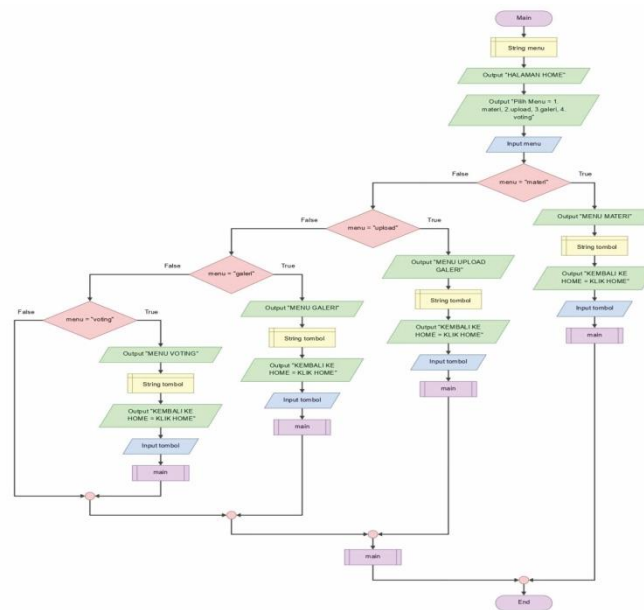 Main
String menu
Output "HALAMAN HOME"
Output "Pilih Menu = 1.
materi, 2.upload, 3.galeri, 4.
voting"
Input menu
False
True
menu = "materi"
False
True
menu = "upload"
Output "MENU MATERI"
String tombol
Output "KEMBALI KE
HOME = KLIK HOME"
Input tombol
main
False
True
menu = "galeri"
Output "MENU UPLOAD
GALERI"
String tombol
Output "KEMBALI KE
HOME = KLIK HOME"
Input tombol
main
False
True
menu = "voting"
Output "MENU GALERI"
String tombol
Output "KEMBALI KE
HOME = KLIK HOME"
Input tombol
main
Output "MENU VOTING"
String tombol
Output "KEMBALI KE
HOME = KLIK HOME"
Input tombol
main
main
End